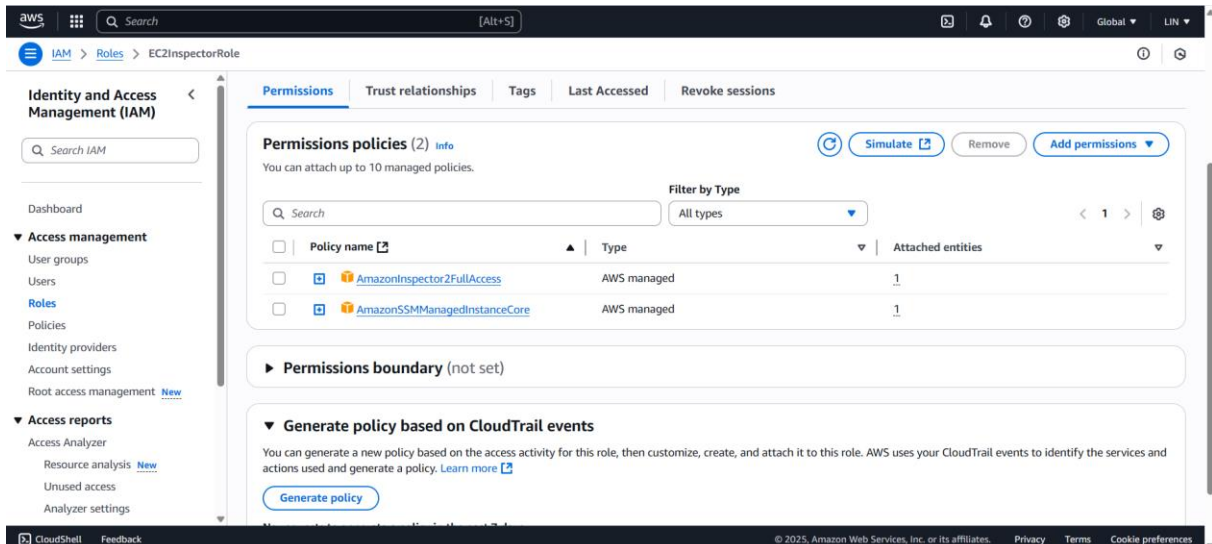 aws
Search [Alt+S]
Global ▼ LIN ▼
IAM > Roles > EC2InspectorRole
Identity and Access Management (IAM)
Search IAM
Dashboard
▼ Access management
User groups
Users
Roles
Policies
Identity providers
Account settings
Root access management New
▼ Access reports
Access Analyzer
Resource analysis New
Unused access
Analyzer settings
Permissions Trust relationships Tags Last Accessed Revoke sessions
Permissions policies (2) Info
Simulate Remove Add permissions ▼
You can attach up to 10 managed policies.
Filter by Type
Search All types
< 1 >
Policy name ▲ Type Attached entities
AmazonInspector2FullAccess AWS managed 1
AmazonSSMManagedInstanceCore AWS managed 1
▶ Permissions boundary (not set)
▼ Generate policy based on CloudTrail events
You can generate a new policy based on the access activity for this role, then customize, create, and attach it to this role. AWS uses your CloudTrail events to identify the services and
actions used and generate a policy. Learn more
Generate policy
CloudShell Feedback © 2025, Amazon Web Services, Inc. or its affiliates. Privacy Terms Cookie preferences